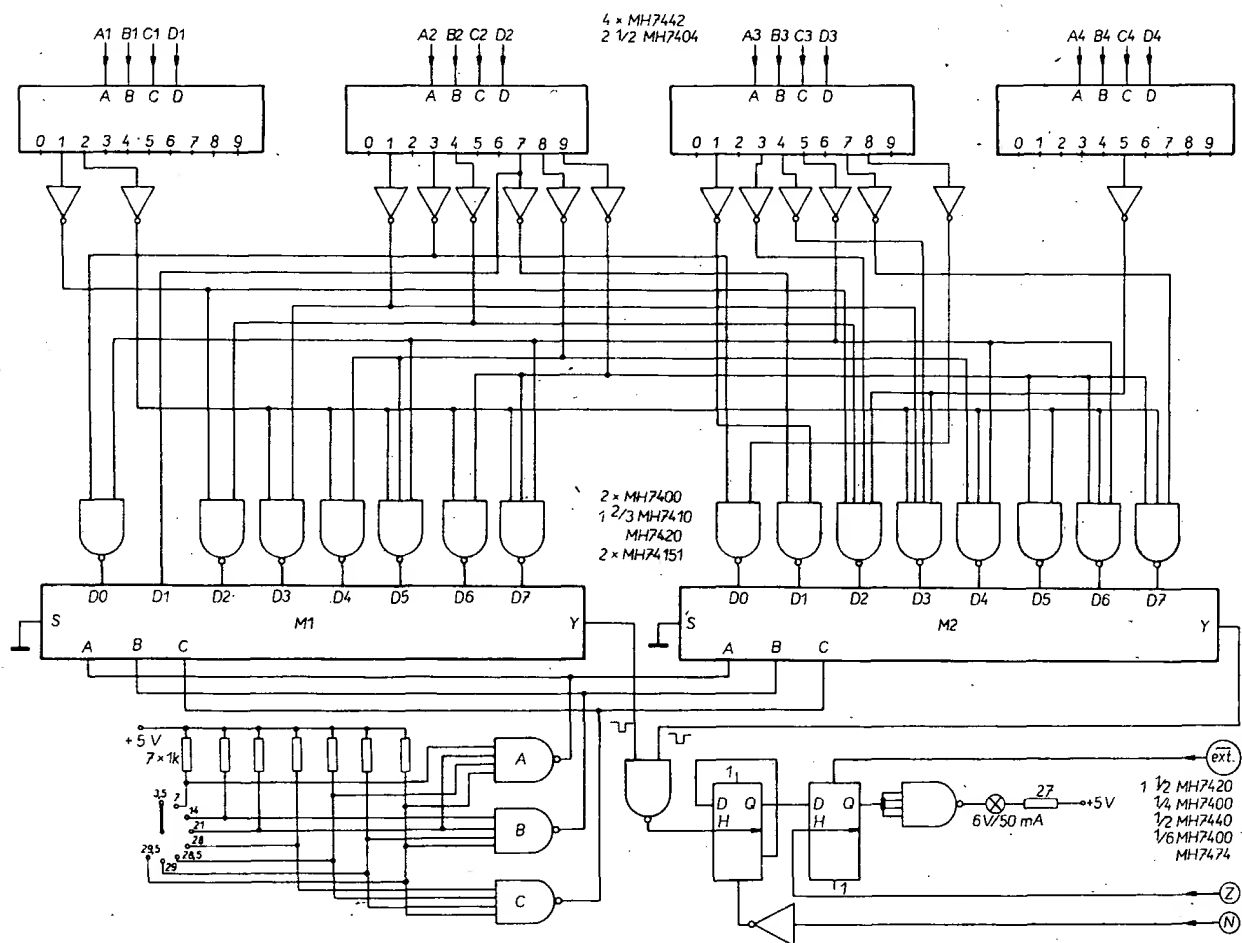 4 × MH7442
2 1/2 MH7404
A1 B1 C1 D1
A2 B2 C2 D2
A3 B3 C3 D3
A4 B4 C4 D4
A B C D
A B C D
A B C D
A B C D
0 1 2 3 4 5 6 7 8 9
0 1 2 3 4 5 6 7 8 9
0 1 2 3 4 5 6 7 8 9
0 1 2 3 4 5 6 7 8 9
2 × MH7400
1 2/3 MH7410
MH7420
2 × MH74151
D0 D1 D2 D3 D4 D5 D6 D7
S M1 Y
A B C
D0 D1 D2 D3 D4 D5 D6 D7
S M2 Y
A B C
+5V
7×1k
3,5
7
14
21
28
28,5
29
29,5
A
B
C
1
D Q
H
1
D Q
H
1
6V/50 mA
27
+5V
ext.
1 1/2 MH7420
1/4 MH7400
1/2 MH7440
1/6 MH7400
MH7474
Z
N